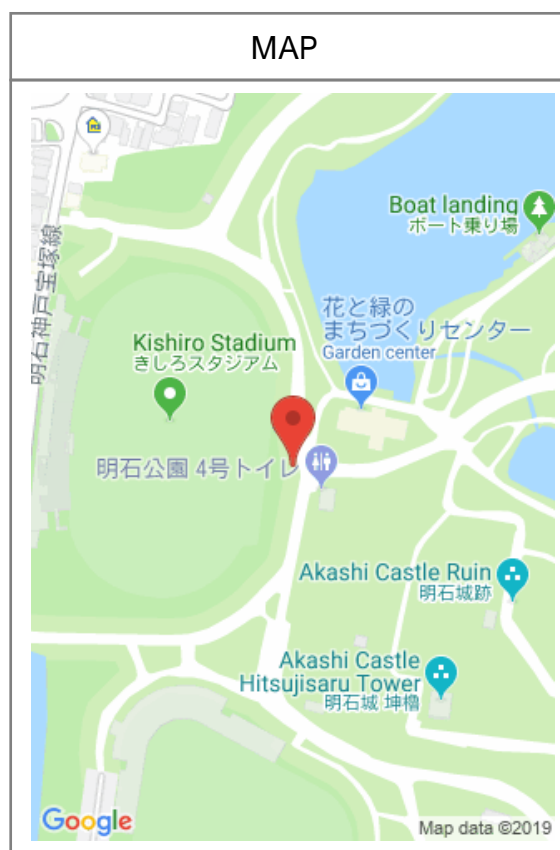 MAP
Boat landing
ボート乗り場
明石神戸宝塚線
花と緑の
まちづくりセンター
Garden center
Kishiro Stadium
きしろスタジアム
明石公園 4号トイレ
Akashi Castle Ruin
明石城跡
Akashi Castle
Hitsujisaru Tower
明石城 坤櫓
Google
Map data ©2019